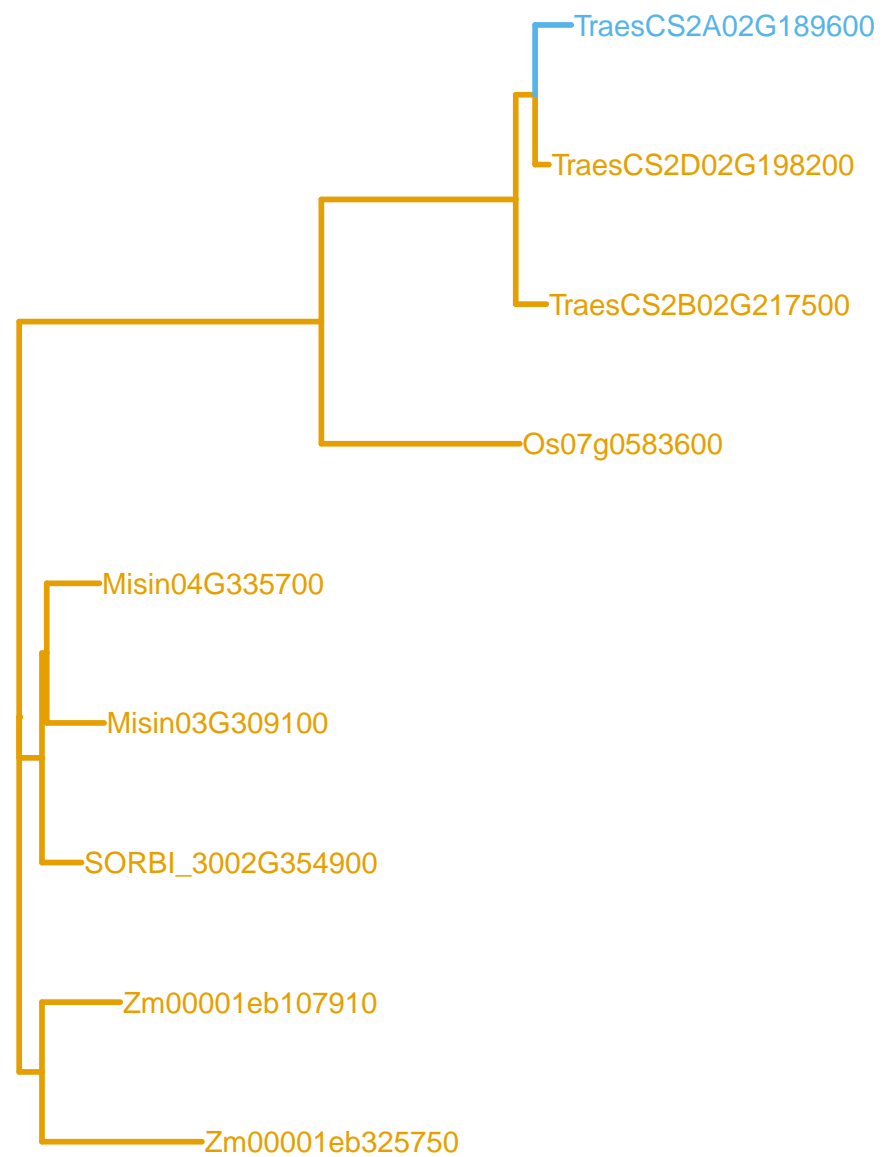 TraesCS2A02G189600
TraesCS2D02G198200
TraesCS2B02G217500
Os07g0583600
Misin04G335700
Misin03G309100
SORBI_3002G354900
Zm00001eb107910
Zm00001eb325750